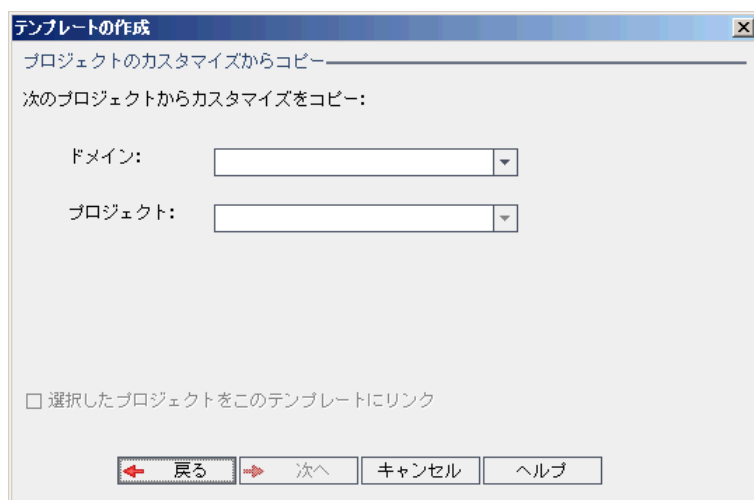 テンプレートの作成
プロジェクトのカスタマイズからコピー
次のプロジェクトからカスタマイズをコピー:
ドメイン:
プロジェクト:
選択したプロジェクトをこのテンプレートにリンク
戻る 次へ キャンセル ヘルプ